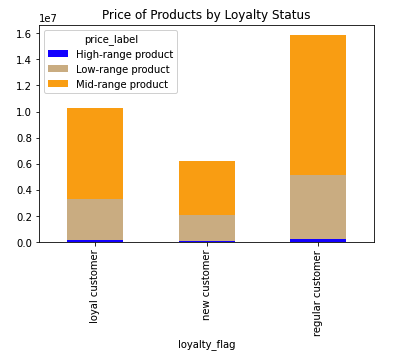 Price of Products by Loyalty Status
1e7
price_label
High-range product
Low-range product
Mid-range product
1.6
1.4
1.2
1.0
0.8
0.6
0.4
0.2
0.0
loyal customer
new customer
regular customer
loyalty_flag